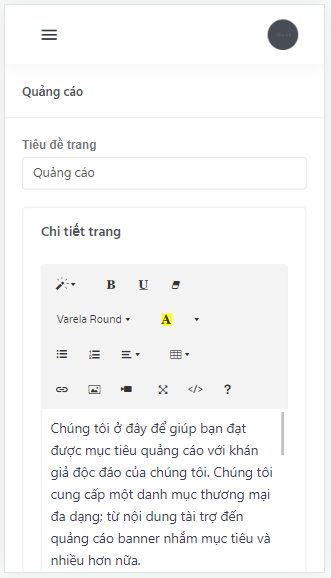 Quảng cáo
Tiêu đề trang
Quảng cáo
Chi tiết trang
B U
Varela Round A
</> ?
Chúng tôi ở đây để giúp bạn đạt
được mục tiêu quảng cáo với khán
giả độc đáo của chúng tôi. Chúng tôi
cung cấp một danh mục thương mại
đa dạng; từ nội dung tài trợ đến
quảng cáo banner nhắm mục tiêu và
nhiều hơn nữa.